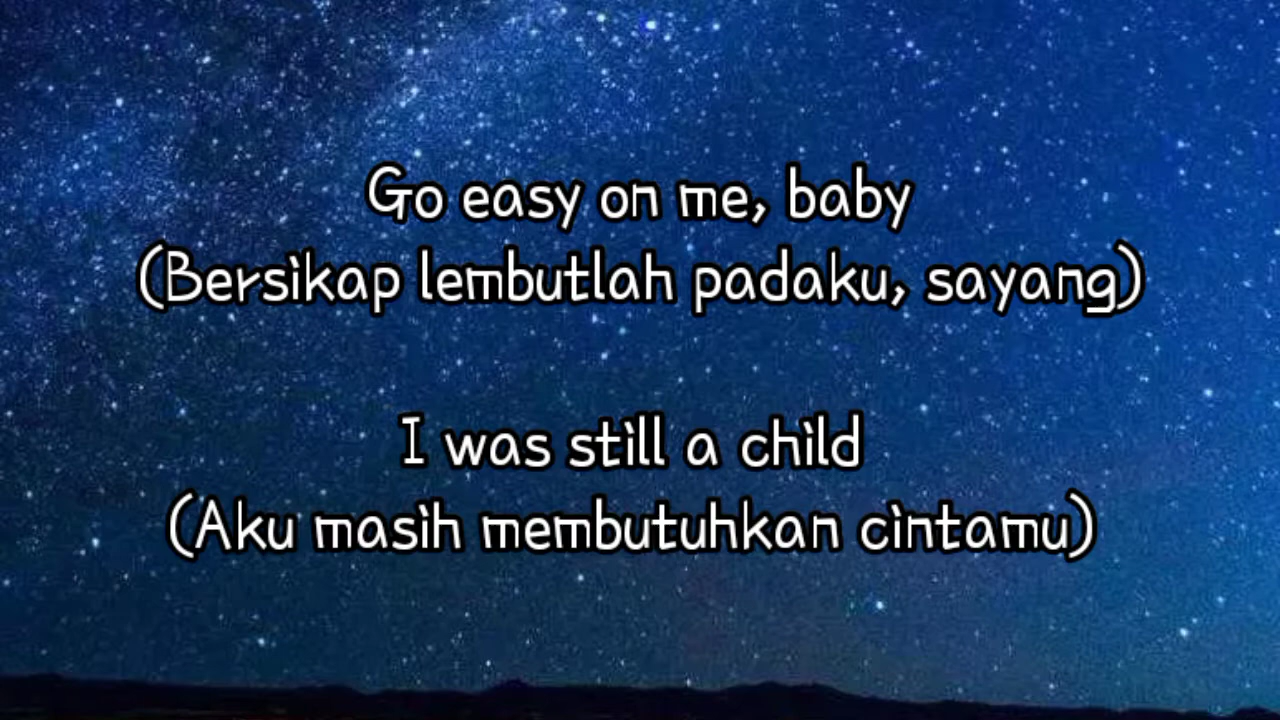 Go easy on me, baby
(Bersikap lembutlah padaku, sayang)
I was still a child
(Aku masih membutuhkan cintamu)